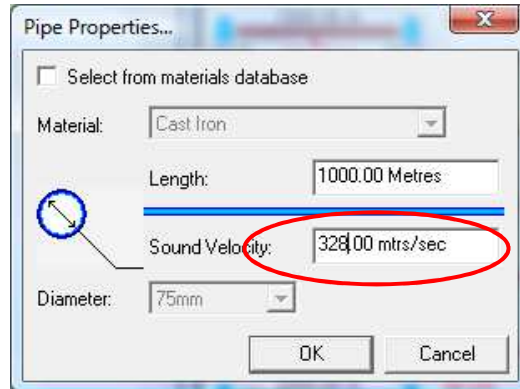 Pipe Properties...
Select from materials database
Material: Cast Iron
Length: 1000.00 Metres
Sound Velocity: 328.00 mtrs/sec
Diameter: 75mm
OK Cancel